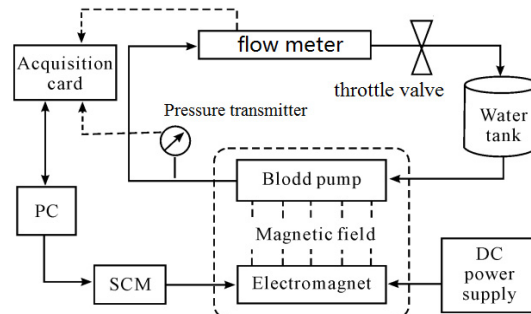 flow meter
Acquisition
card
throttle valve
Pressure transmitter
Water
tank
Blodd pump
PC
Magnetic field
DC
power
supply
SCM
Electromagnet